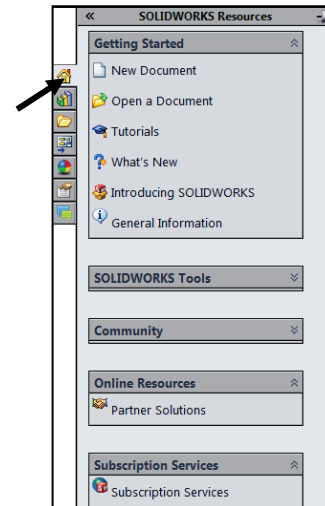 « SOLIDWORKS Resources
Getting Started
New Document
Open a Document
Tutorials
What's New
Introducing SOLIDWORKS
General Information
SOLIDWORKS Tools
Community
Online Resources
Partner Solutions
Subscription Services
Subscription Services